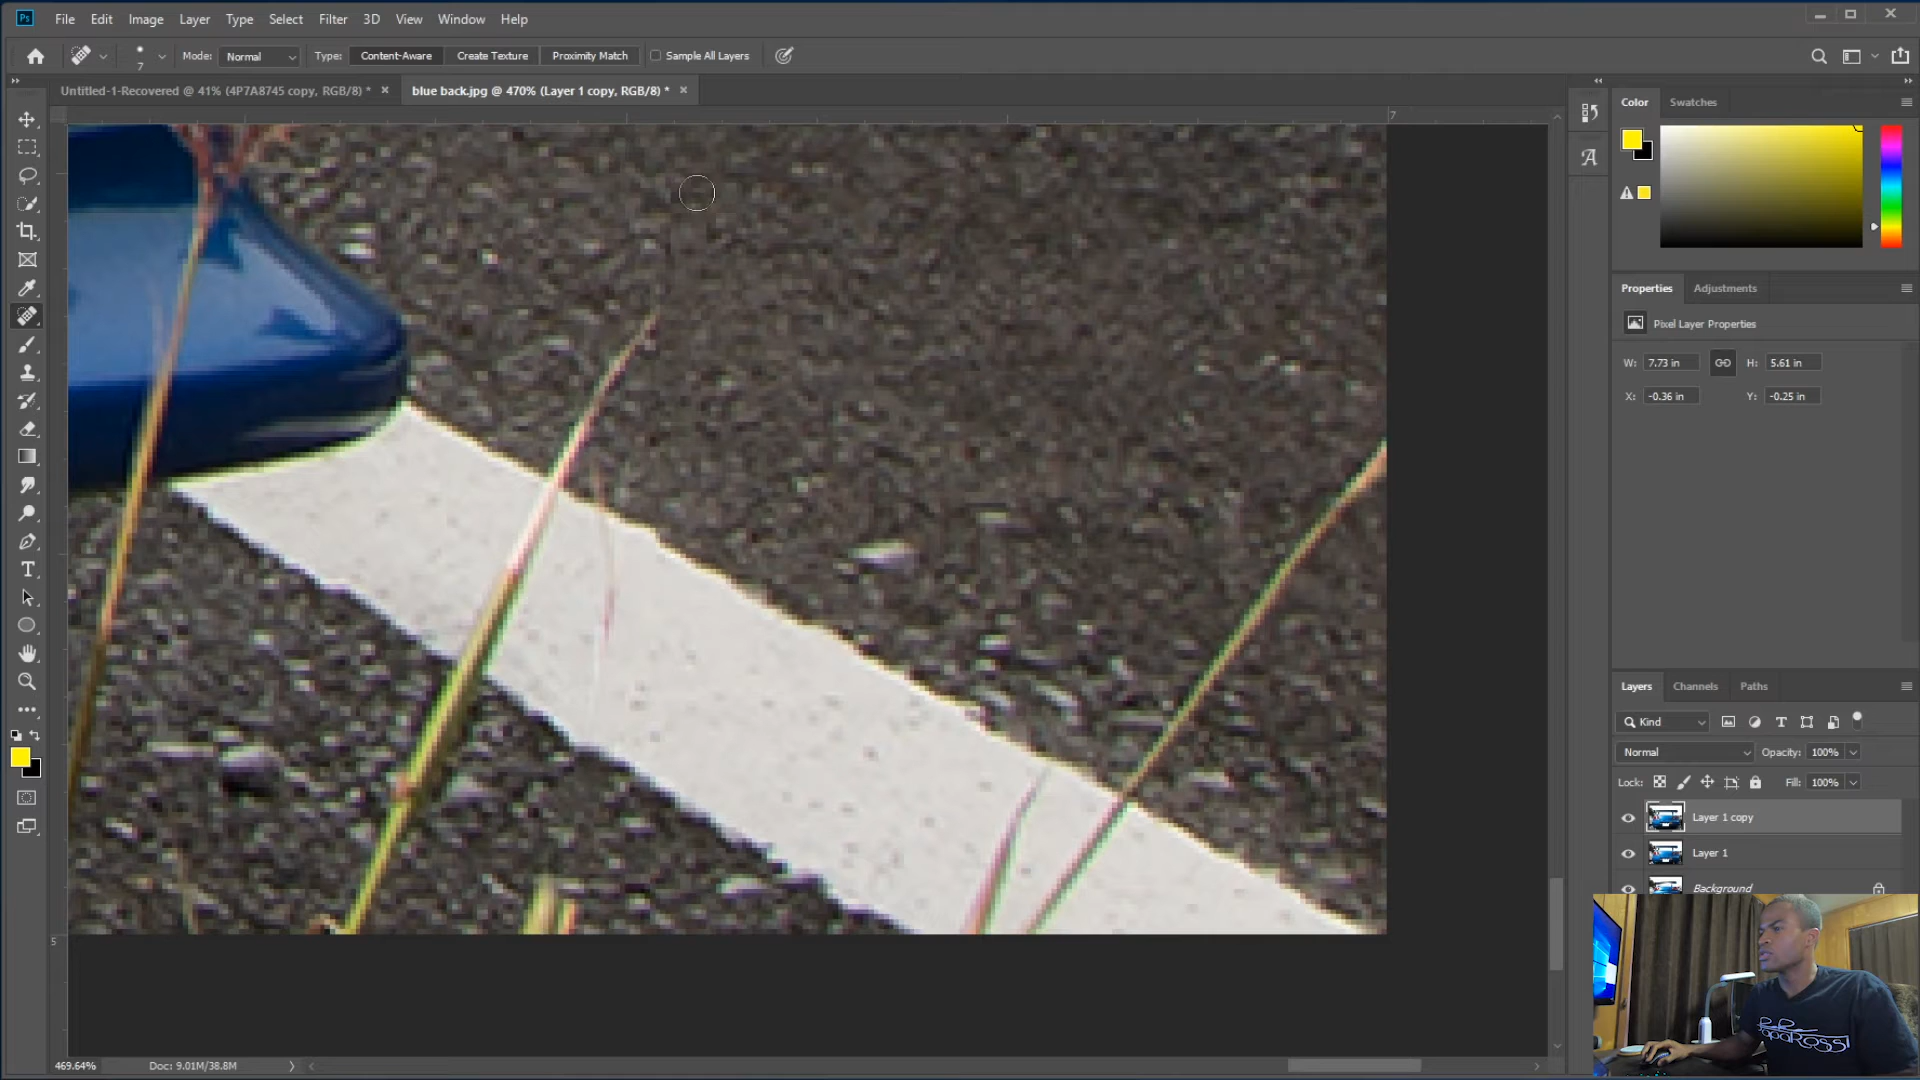 Ps File Edit Image Layer Type Select Filter 3D View Window Help
7 Mode: Normal Type: Content-Aware Create Texture Proximity Match Sample All Layers
Untitled-1-Recovered @ 41% (4P7A8745 copy, RGB/8) * × blue back.jpg @ 470% (Layer 1 copy, RGB/8) * ×
7
5
Color Swatches
Properties Adjustments
Pixel Layer Properties
W: 7.73 in H: 5.61 in
X: -0.36 in Y: -0.25 in
Layers Channels Paths
Kind
Normal Opacity: 100%
Lock: Fill: 100%
Layer 1 copy
Layer 1
Background
469.64% Doc: 9.01M/38.8M